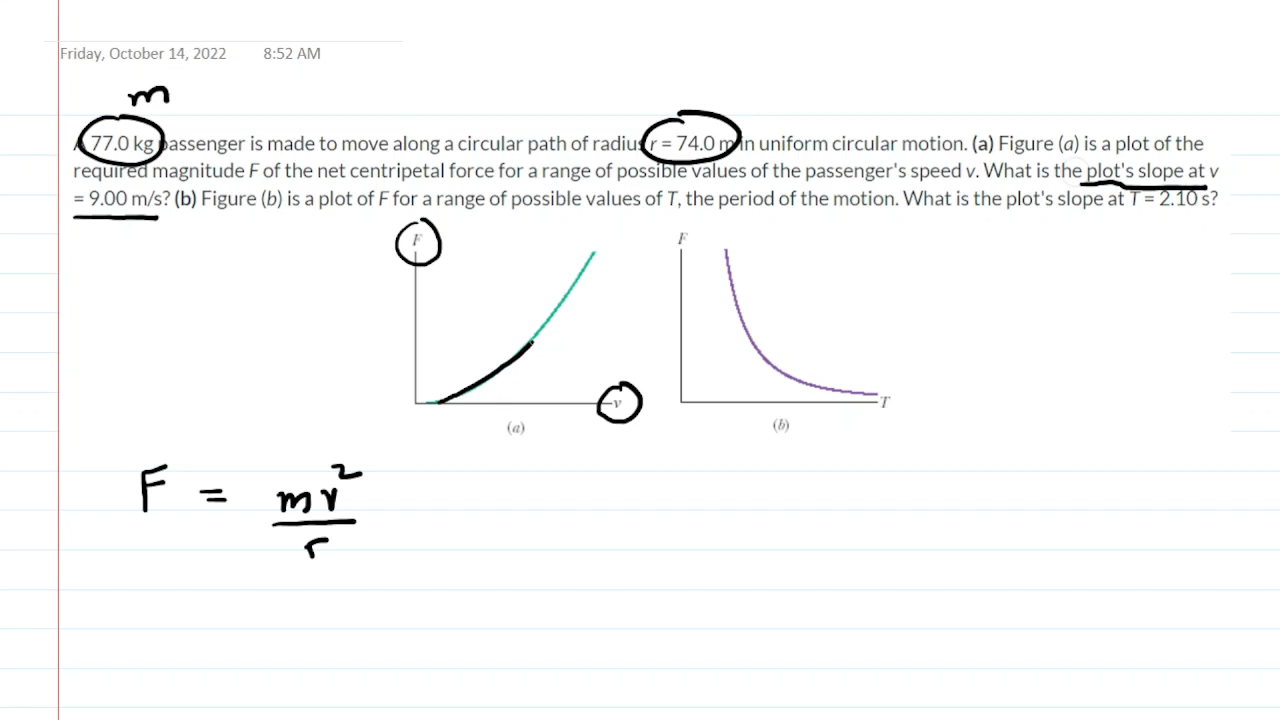 Friday, October 14, 2022 8:52 AM
m
A 77.0 kg passenger is made to move along a circular path of radius r = 74.0 m in uniform circular motion. (a) Figure (a) is a plot of the
required magnitude F of the net centripetal force for a range of possible values of the passenger's speed v. What is the plot's slope at v
= 9.00 m/s? (b) Figure (b) is a plot of F for a range of possible values of T, the period of the motion. What is the plot's slope at T = 2.10 s?
F F
v T
(a) (b)
F = mv²
r